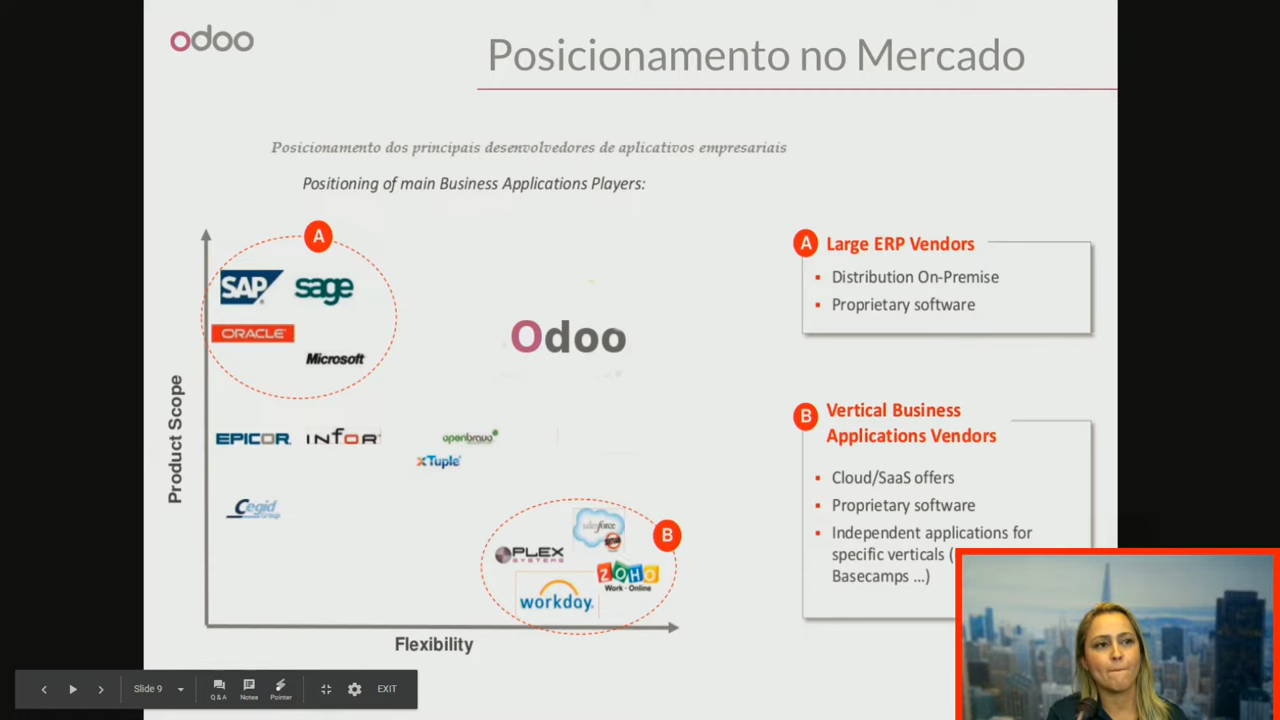 odoo
Posicionamento no Mercado
Posicionamento dos principais desenvolvedores de aplicativos empresariais
Positioning of main Business Applications Players:
A
SAP
sage
ORACLE
Microsoft
Odoo
EPICOR
INFOR
openbravo
xTuple
Cegid
Group
salesforce
B
PLEX
SYSTEMS
ZOHO
Work · Online
workday.
Product Scope
Flexibility
A Large ERP Vendors
Distribution On-Premise
Proprietary software
B Vertical Business
Applications Vendors
Cloud/SaaS offers
Proprietary software
Independent applications for
specific verticals (
Basecamps ...)
Slide 9
Q & A
Notes
Pointer
EXIT